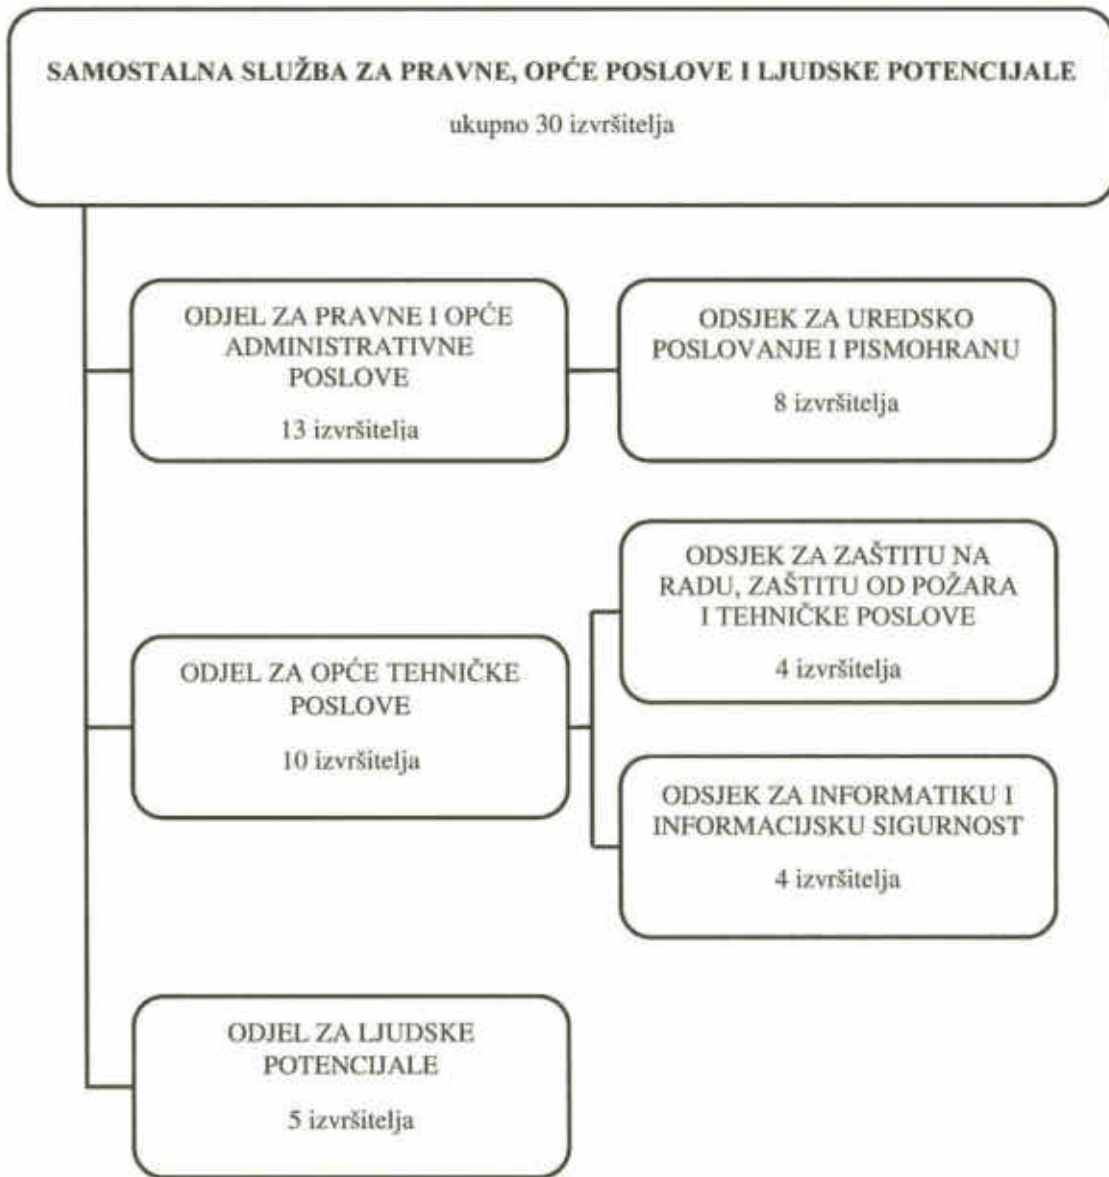 SAMOSTALNA SLUŽBA ZA PRAVNE, OPĆE POSLOVE I LJUDSKE POTENCIJALE
ukupno 30 izvršitelja
ODJEL ZA PRAVNE I OPĆE
ADMINISTRATIVNE
POSLOVE
13 izvršitelja
ODSJEK ZA UREDSKO
POSLOVANJE I PISMOHRANU
8 izvršitelja
ODJEL ZA OPĆE TEHNIČKE
POSLOVE
10 izvršitelja
ODSJEK ZA ZAŠTITU NA
RADU, ZAŠTITU OD POŽARA
I TEHNIČKE POSLOVE
4 izvršitelja
ODSJEK ZA INFORMATIKU I
INFORMACIJSKU SIGURNOST
4 izvršitelja
ODJEL ZA LJUDSKE
POTENCIJALE
5 izvršitelja